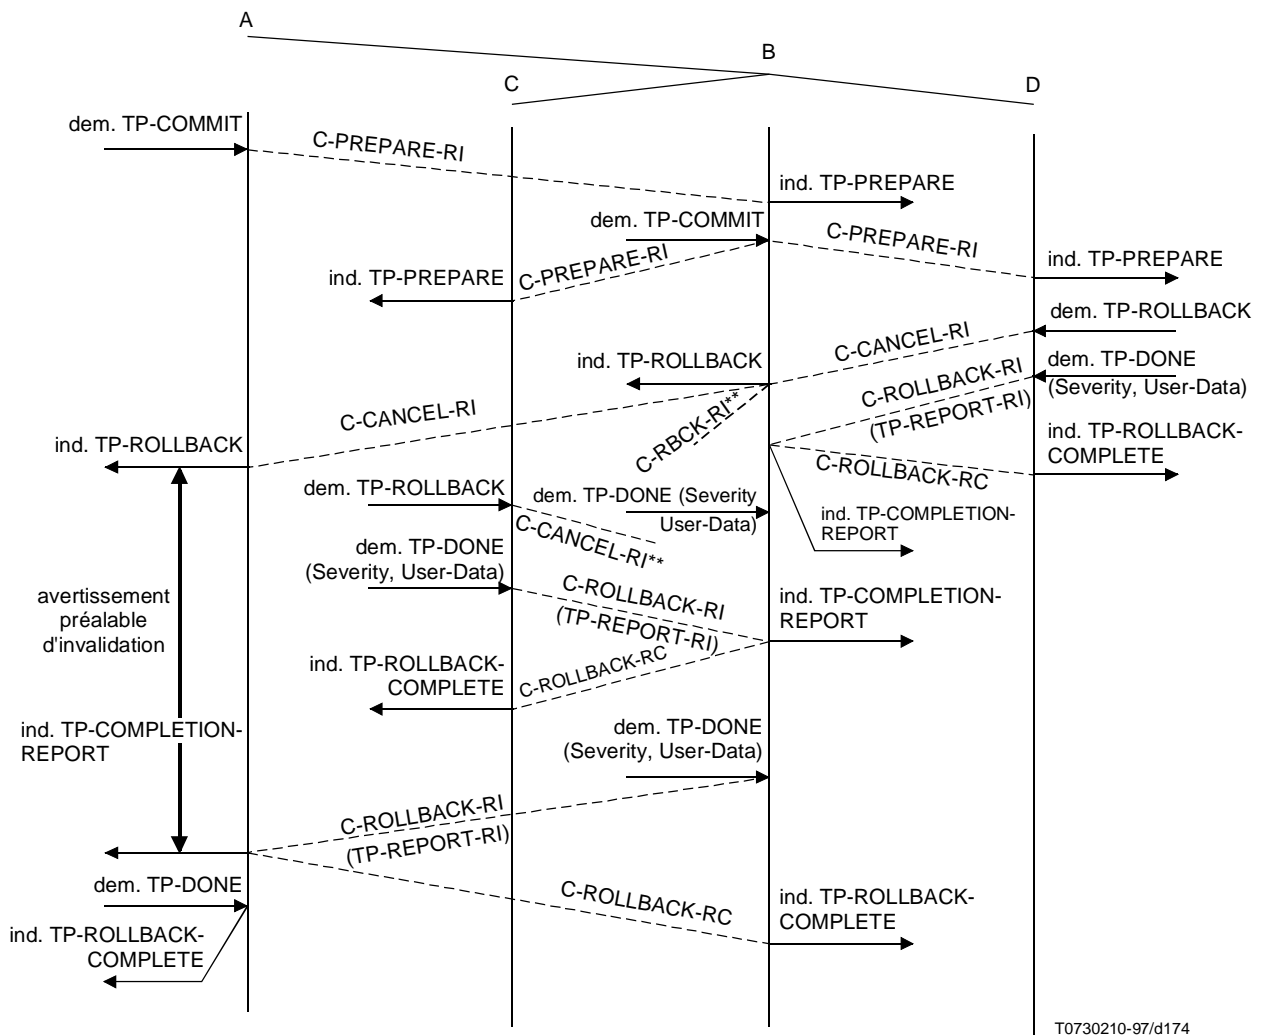 A
B
C
D
dem. TP-COMMIT
C-PREPARE-RI
ind. TP-PREPARE
dem. TP-COMMIT
C-PREPARE-RI
C-PREPARE-RI
ind. TP-PREPARE
ind. TP-PREPARE
dem. TP-ROLLBACK
C-CANCEL-RI
ind. TP-ROLLBACK
dem. TP-DONE
(Severity, User-Data)
C-ROLLBACK-RI
(TP-REPORT-RI)
C-CANCEL-RI
C-RBCK-RI**
ind. TP-ROLLBACK
ind. TP-ROLLBACK-
COMPLETE
C-ROLLBACK-RC
dem. TP-ROLLBACK
dem. TP-DONE (Severity
User-Data)
ind. TP-COMPLETION-
REPORT
C-CANCEL-RI**
dem. TP-DONE
(Severity, User-Data)
avertissement
préalable
d'invalidation
C-ROLLBACK-RI
(TP-REPORT-RI)
ind. TP-COMPLETION-
REPORT
C-ROLLBACK-RC
ind. TP-ROLLBACK-
COMPLETE
ind. TP-COMPLETION-
REPORT
dem. TP-DONE
(Severity, User-Data)
C-ROLLBACK-RI
(TP-REPORT-RI)
dem. TP-DONE
C-ROLLBACK-RC
ind. TP-ROLLBACK-
COMPLETE
ind. TP-ROLLBACK-
COMPLETE
T0730210-97/d174